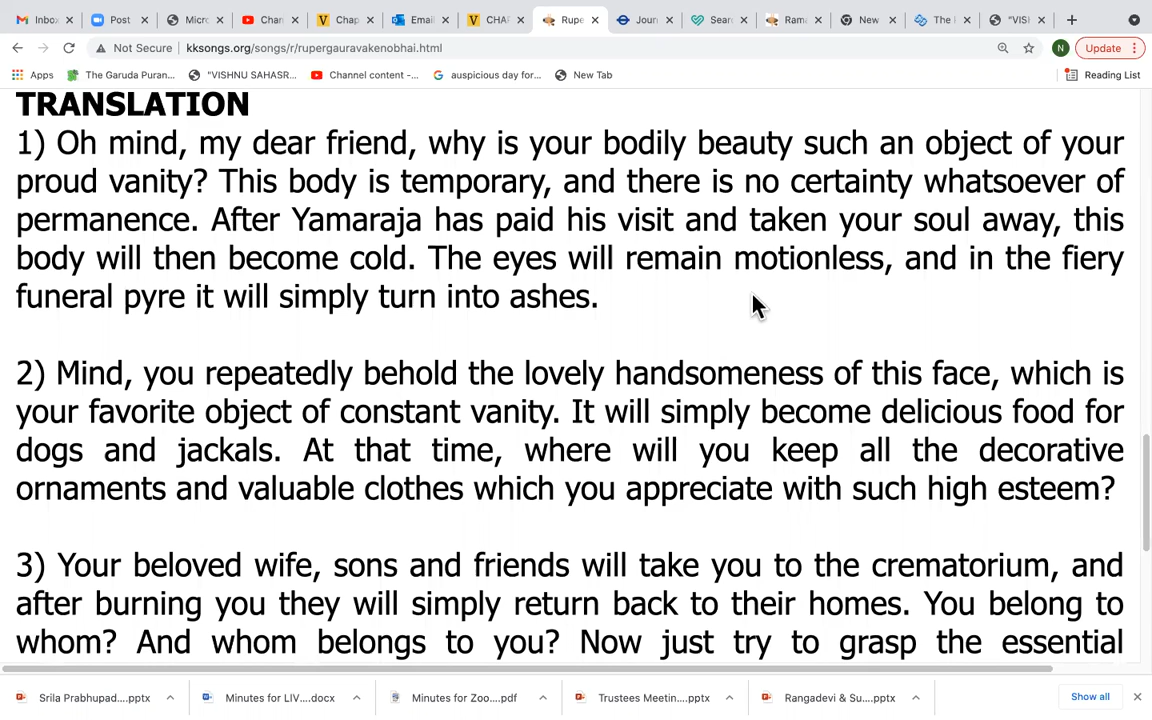 Inbox
Post
Micro
Chan
Chap
Email
CHAP
Rupe
Journ
Searc
Rama
New
The I
"VISH
Not Secure
kksongs.org/songs/r/rupergauravakenobhai.html
N
Update
Apps
The Garuda Puran...
"VISHNU SAHASR...
Channel content -...
auspicious day for...
New Tab
Reading List
TRANSLATION
1) Oh mind, my dear friend, why is your bodily beauty such an object of your
proud vanity? This body is temporary, and there is no certainty whatsoever of
permanence. After Yamaraja has paid his visit and taken your soul away, this
body will then become cold. The eyes will remain motionless, and in the fiery
funeral pyre it will simply turn into ashes.
2) Mind, you repeatedly behold the lovely handsomeness of this face, which is
your favorite object of constant vanity. It will simply become delicious food for
dogs and jackals. At that time, where will you keep all the decorative
ornaments and valuable clothes which you appreciate with such high esteem?
3) Your beloved wife, sons and friends will take you to the crematorium, and
after burning you they will simply return back to their homes. You belong to
whom? And whom belongs to you? Now just try to grasp the essential
Srila Prabhupad....pptx
Minutes for LIV....docx
Minutes for Zoo....pdf
Trustees Meetin....pptx
Rangadevi & Su....pptx
Show all